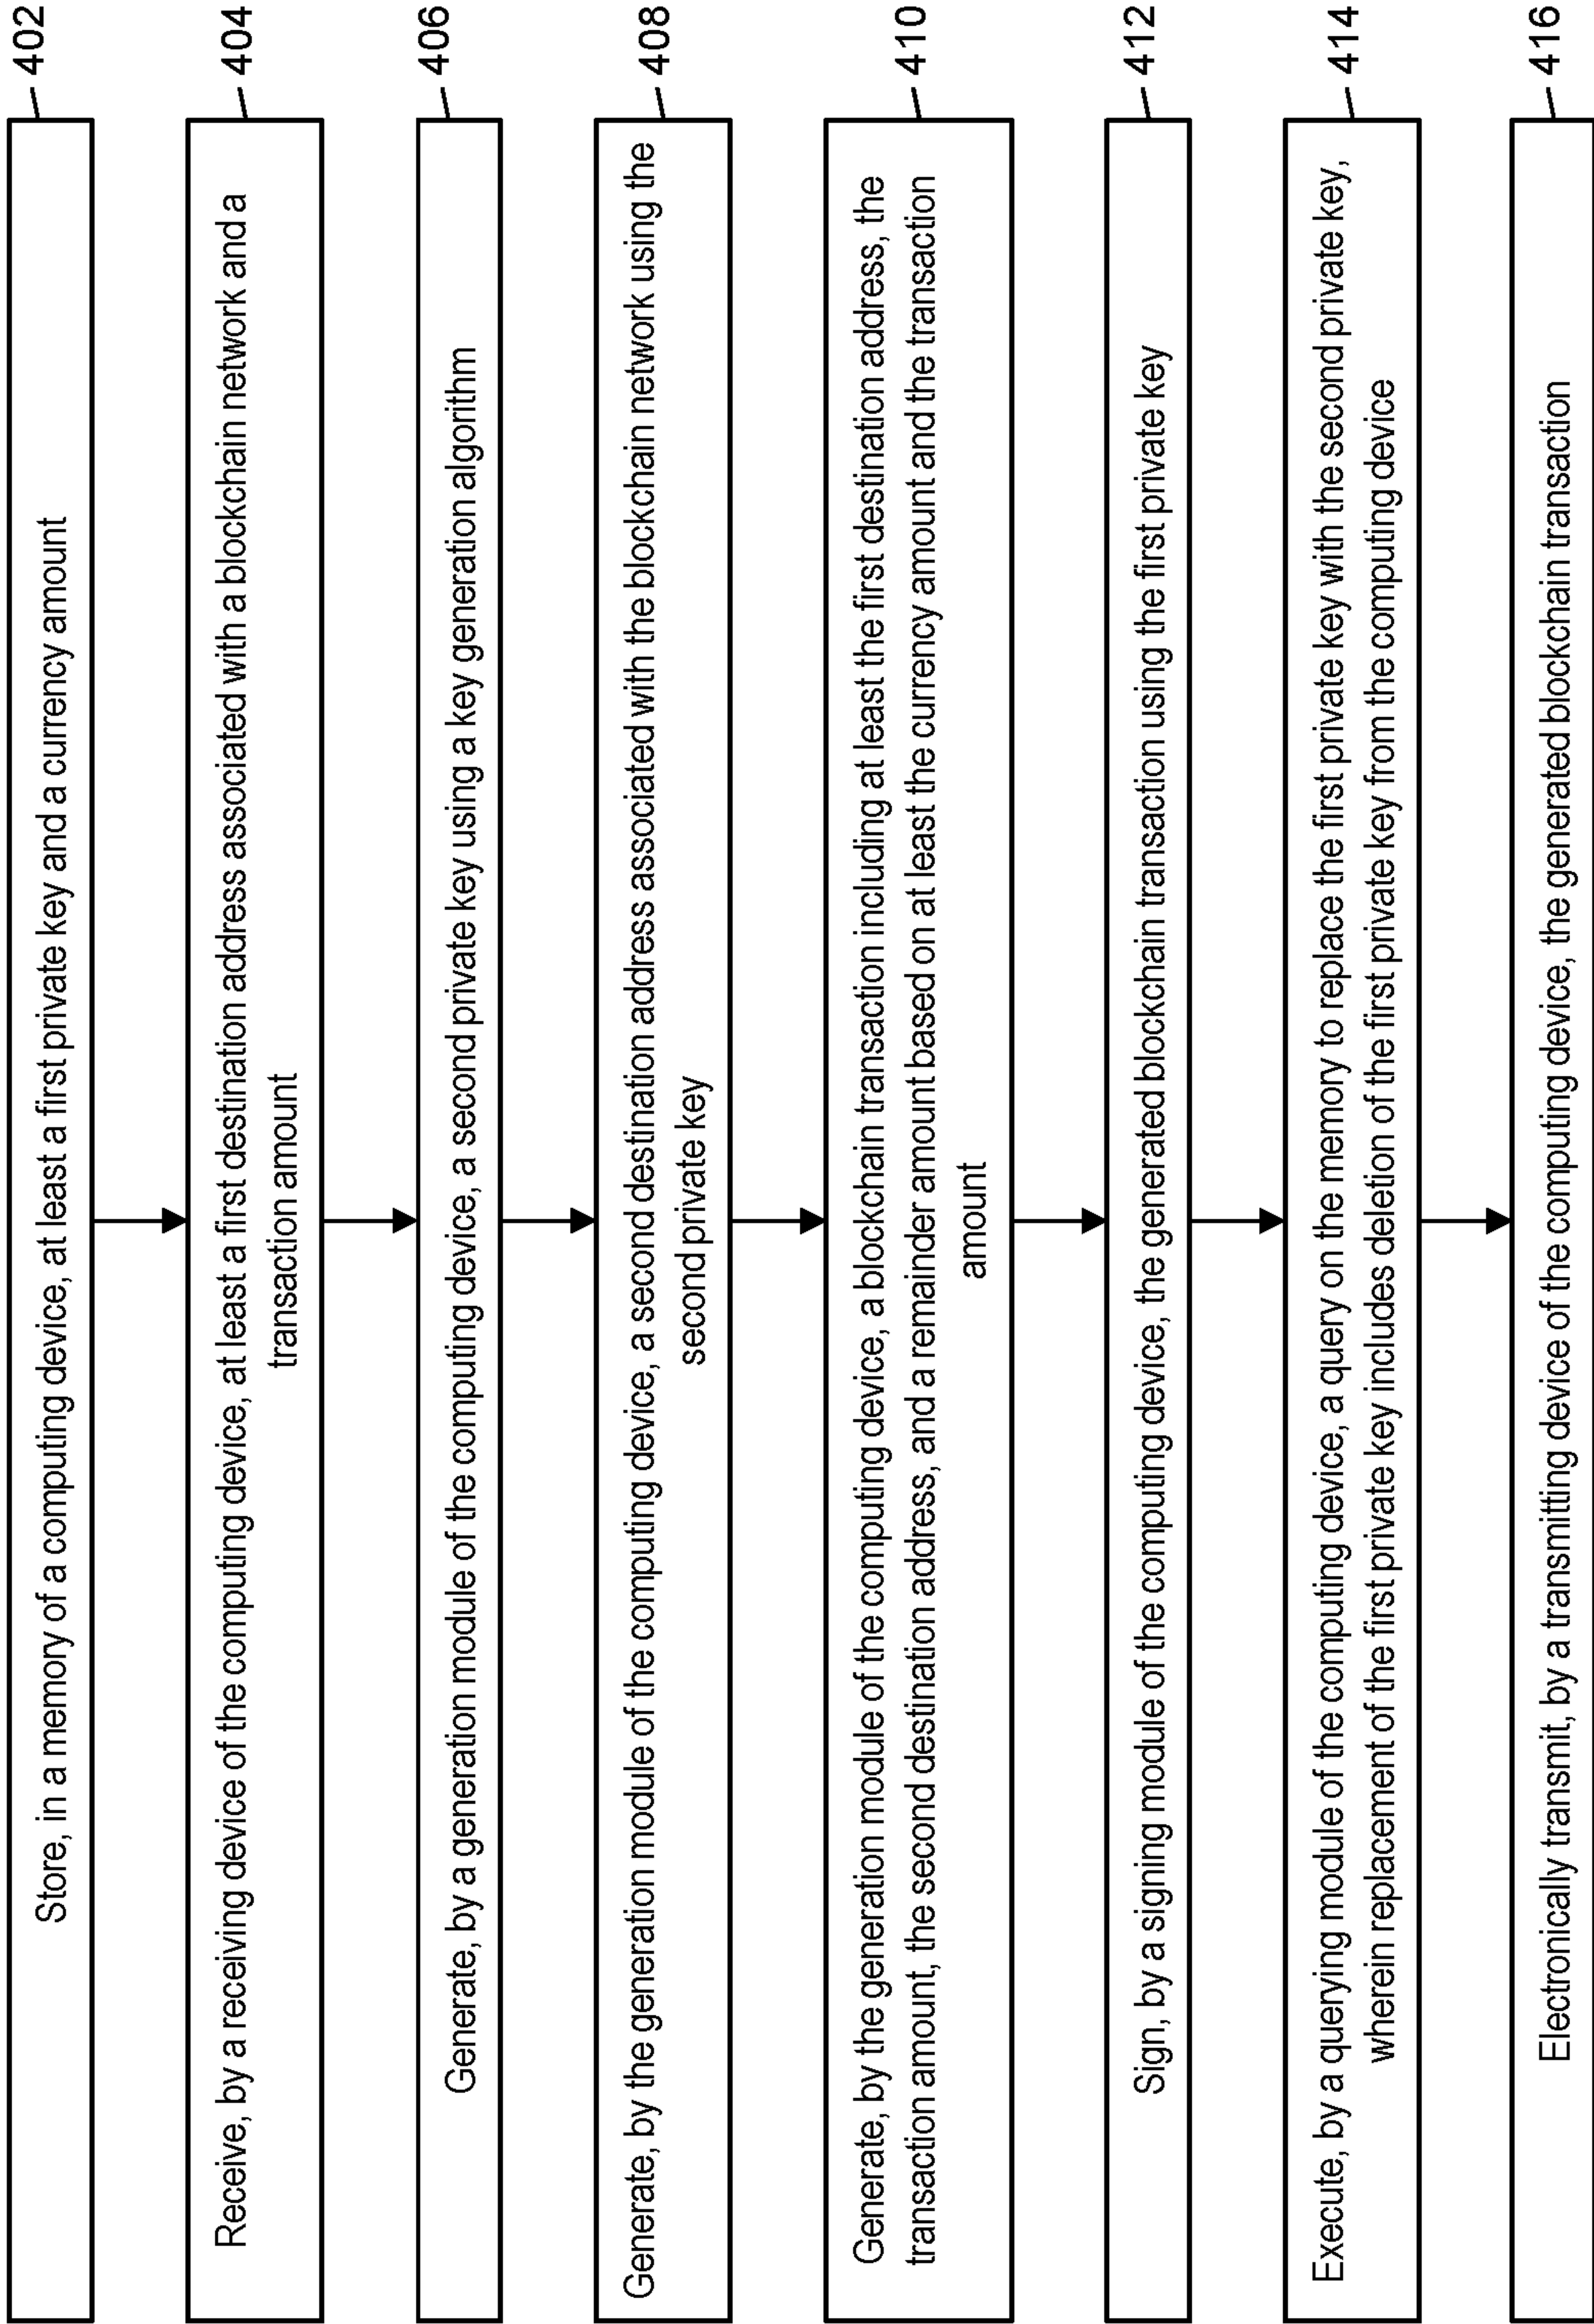 402
Store, in a memory of a computing device, at least a first private key and a currency amount
404
Receive, by a receiving device of the computing device, at least a first destination address associated with a blockchain network and a
transaction amount
406
Generate, by a generation module of the computing device, a second private key using a key generation algorithm
408
Generate, by the generation module of the computing device, a second destination address associated with the blockchain network using the
second private key
410
Generate, by the generation module of the computing device, a blockchain transaction including at least the first destination address, the
transaction amount, the second destination address, and a remainder amount based on at least the currency amount and the transaction
amount
412
Sign, by a signing module of the computing device, the generated blockchain transaction using the first private key
414
Execute, by a querying module of the computing device, a query on the memory to replace the first private key with the second private key,
wherein replacement of the first private key includes deletion of the first private key from the computing device
416
Electronically transmit, by a transmitting device of the computing device, the generated blockchain transaction